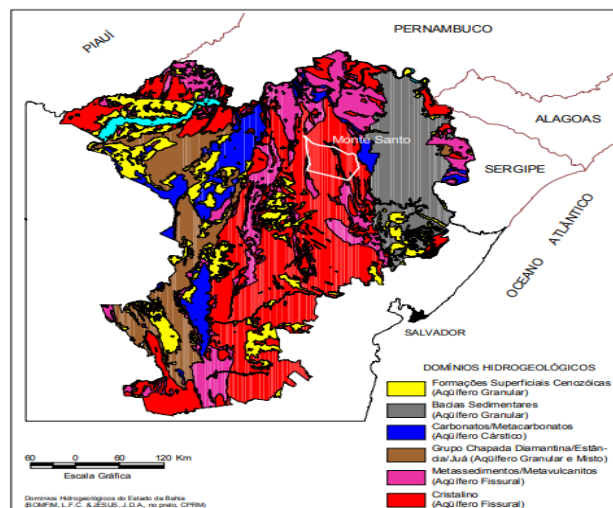 PIAUÍ
PERNAMBUCO
ALAGOAS
Monte Santo
SERGIPE
OCEANO ATLÂNTICO
SALVADOR
DOMÍNIOS HIDROGEOLÓGICOS
Formações Superficiais Cenozóicas
(Aqüífero Granular)
Bacias Sedimentares
(Aqüífero Granular)
Carbonatos/Metacarbonatos
(Aqüífero Cárstico)
Grupo Chapada Diamantina/Estân-
cia/Juá (Aqüífero Granular e Misto)
Metassedimentos/Metavulcanitos
(Aqüífero Fissural)
Cristalino
(Aqüífero Fissural)
60 0 60 120 Km
Escala Gráfica
Domínios Hidrogeológicos do Estado da Bahia
(BOMFIM, L.F.C. & JESUS, J.D.A., no prelo, CPRM)